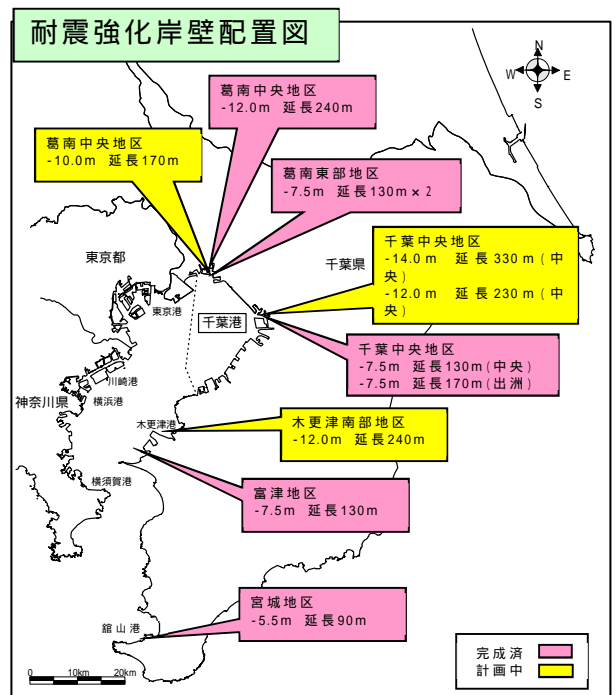 耐震強化岸壁配置図
N
W E
S
葛南中央地区
-12.0m 延長240m
葛南中央地区
-10.0m 延長170m
葛南東部地区
-7.5m 延長130m×2
東京都
千葉県
千葉中央地区
-14.0m 延長330m(中
央)
-12.0m 延長230m(中
央)
東京港
千葉港
千葉中央地区
-7.5m 延長130m(中央)
-7.5m 延長170m(出洲)
川崎港
神奈川県
横浜港
木更津港
木更津南部地区
-12.0m 延長240m
横須賀港
富津地区
-7.5m 延長130m
宮城地区
-5.5m 延長90m
舘山港
完成済
計画中
0 10km 20km